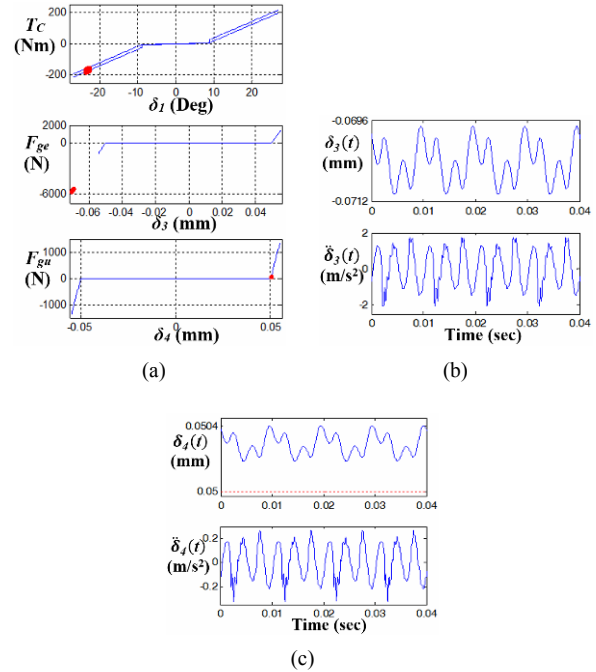 T_C
(Nm)
200
0
-200
-20 -10 0 10 20
δ_1 (Deg)
F_ge
(N)
2000
0
-6000
-0.06 -0.04 -0.02 0 0.02 0.04
δ_3 (mm)
F_gu
(N)
1000
0
-1000
-0.05 0 0.05
δ_4 (mm)
(a)
-0.0696
δ_3(t)
(mm)
-0.0712
0 0.01 0.02 0.03 0.04
δ̈_3(t)
(m/s²)
2
0
-2
0 0.01 0.02 0.03 0.04
Time (sec)
(b)
0.0504
δ_4(t)
(mm)
0.05
0 0.01 0.02 0.03 0.04
δ̈_4(t)
(m/s²)
0.2
0
-0.2
0 0.01 0.02 0.03 0.04
Time (sec)
(c)